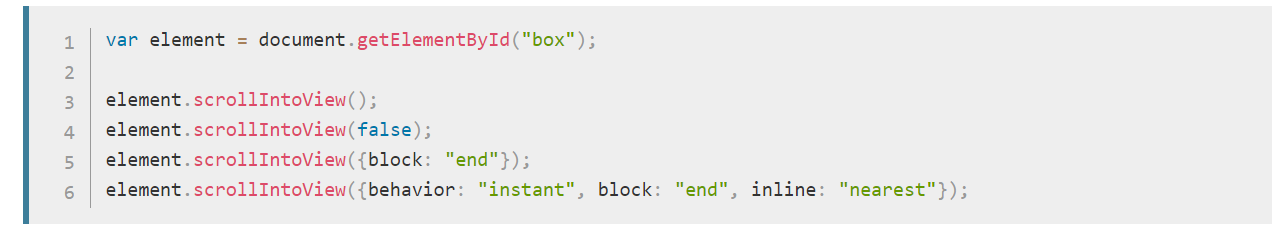 1 var element = document.getElementById("box");
2
3 element.scrollIntoView();
4 element.scrollIntoView(false);
5 element.scrollIntoView({block: "end"});
6 element.scrollIntoView({behavior: "instant", block: "end", inline: "nearest"});